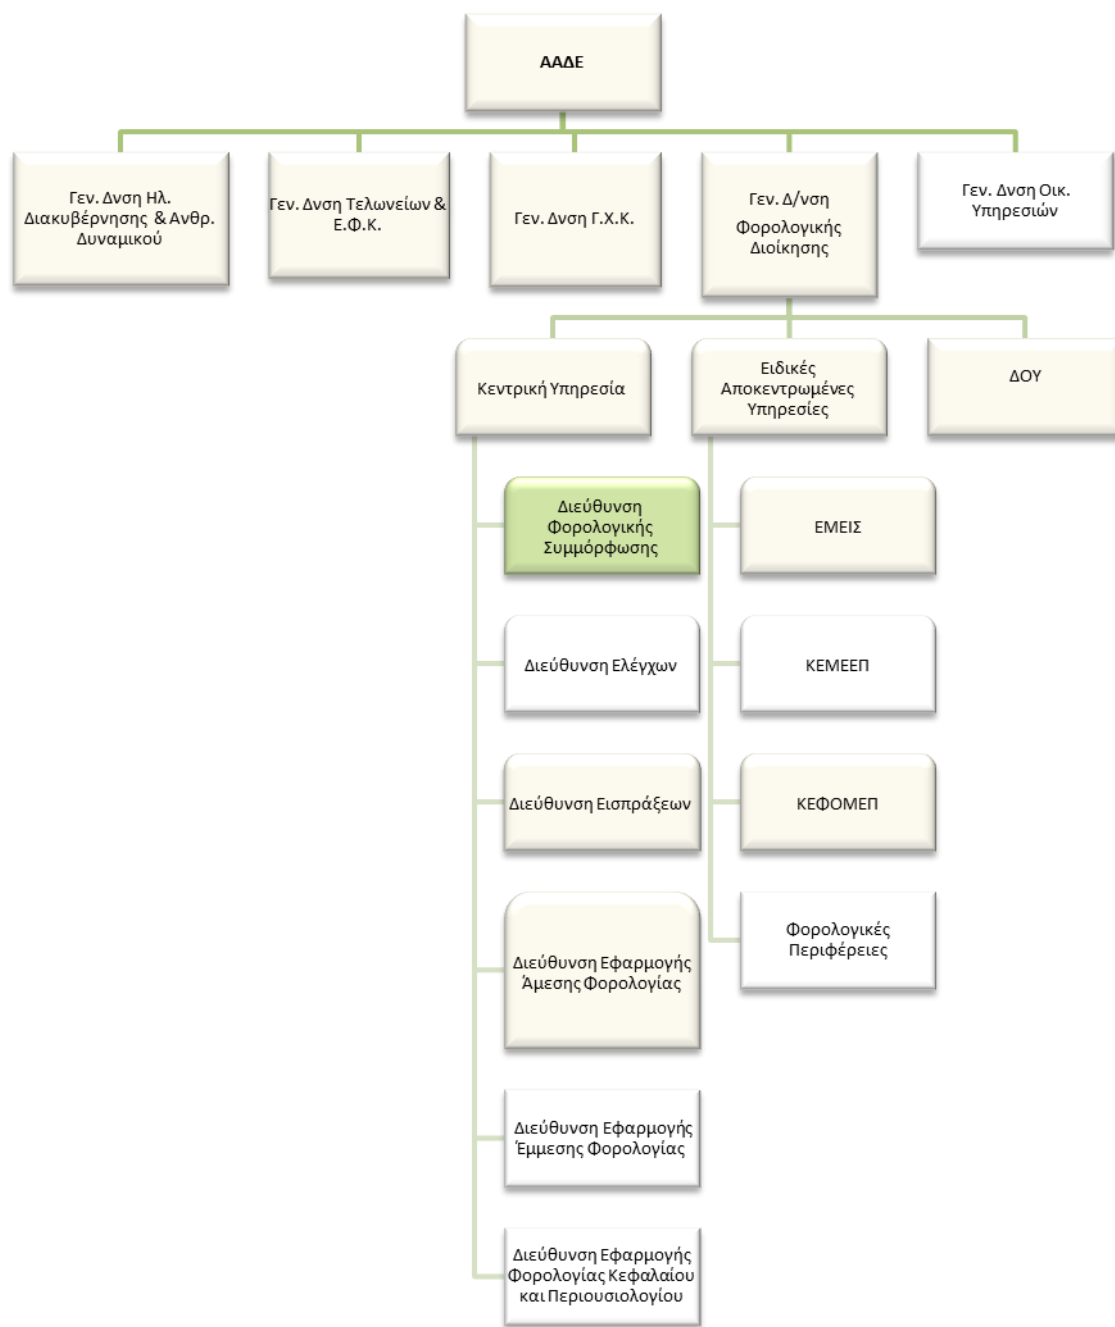 ΑΑΔΕ
Γεν. Δνση Ηλ.
Διακυβέρνησης & Ανθρ.
Δυναμικού
Γεν. Δνση Τελωνείων &
Ε.Φ.Κ.
Γεν. Δνση Γ.Χ.Κ.
Γεν. Δ/νση
Φορολογικής
Διοίκησης
Γεν. Δνση Οικ.
Υπηρεσιών
Κεντρική Υπηρεσία
Ειδικές
Αποκεντρωμένες
Υπηρεσίες
ΔΟΥ
Διεύθυνση
Φορολογικής
Συμμόρφωσης
Διεύθυνση Ελέγχων
Διεύθυνση Εισπράξεων
Διεύθυνση Εφαρμογής
Άμεσης Φορολογίας
Διεύθυνση Εφαρμογής
Έμμεσης Φορολογίας
Διεύθυνση Εφαρμογής
Φορολογίας Κεφαλαίου
και Περιουσιολογίου
ΕΜΕΙΣ
ΚΕΜΕΕΠ
ΚΕΦΟΜΕΠ
Φορολογικές
Περιφέρειες